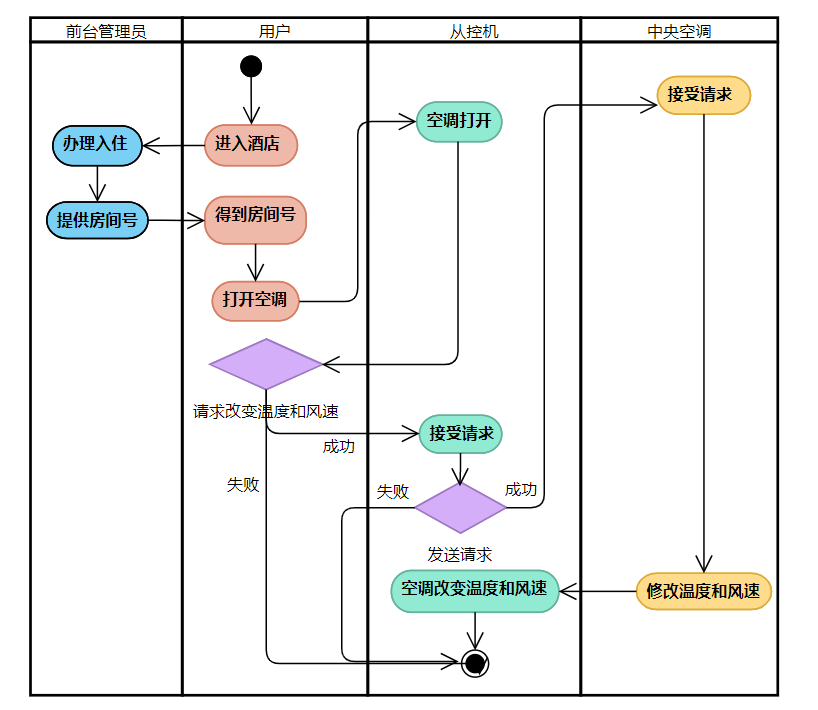 前台管理员
用户
从控机
中央空调
接受请求
空调打开
办理入住
进入酒店
提供房间号
得到房间号
打开空调
请求改变温度和风速
成功
接受请求
失败
失败
成功
发送请求
空调改变温度和风速
修改温度和风速